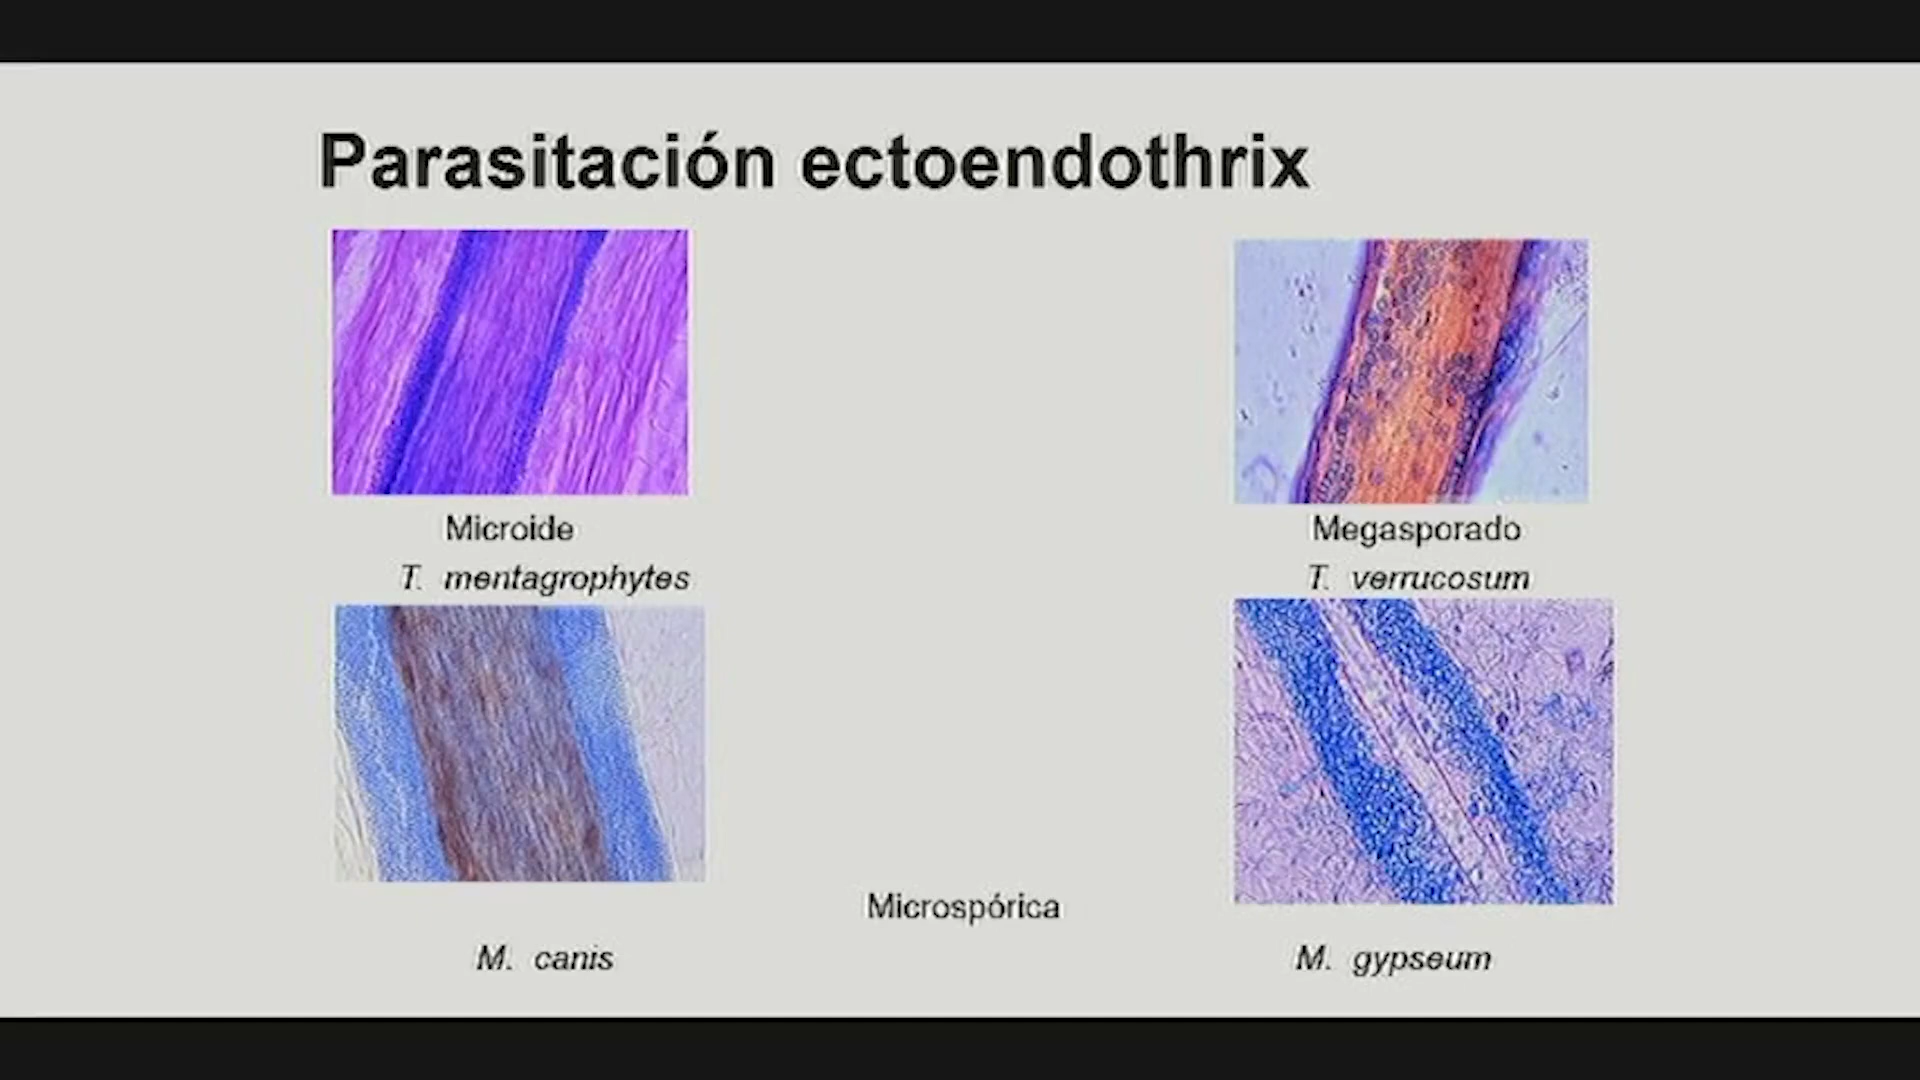 Parasitación ectoendothrix
Microide
Megasporado
T. mentagrophytes
T. verrucosum
Microspórica
M. canis
M. gypseum